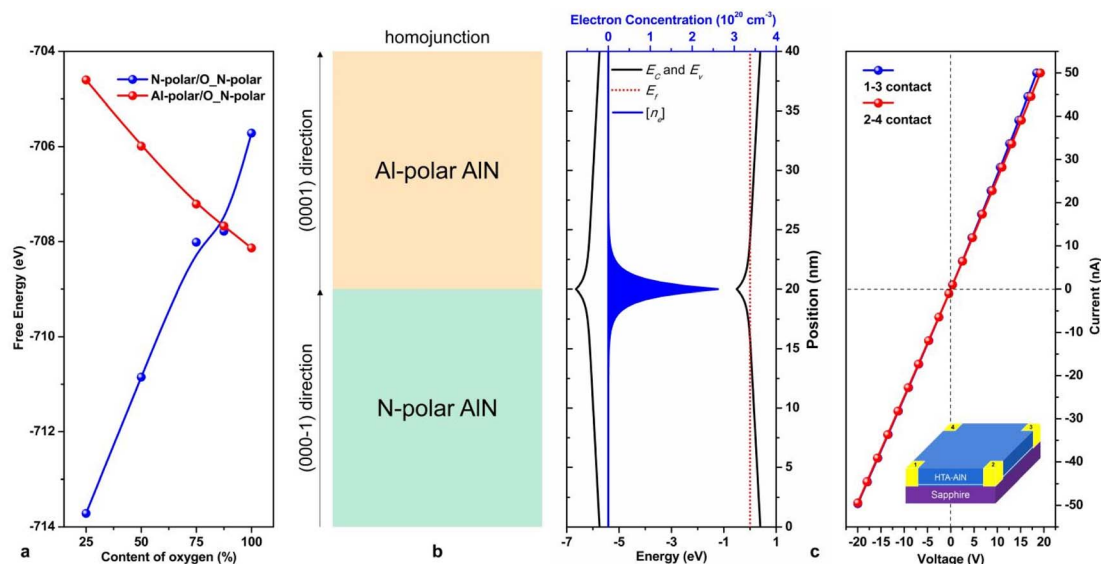 -704
-706
-708
-710
-712
-714
Free Energy (eV)
N-polar/O_N-polar
Al-polar/O_N-polar
25
50
75
100
Content of oxygen (%)
a
homojunction
(0001) direction
Al-polar AlN
(000-1) direction
N-polar AlN
b
Electron Concentration (10^20 cm^-3)
0
1
2
3
4
E_C and E_v
E_f
[n_e]
40
35
30
25
20
15
10
5
0
Position (nm)
-7
-5
-3
-1
1
Energy (eV)
c
1-3 contact
2-4 contact
50
40
30
20
10
0
-10
-20
-30
-40
-50
Current (nA)
4
3
1
2
HTA-AlN
Sapphire
-20
-15
-10
-5
0
5
10
15
20
Voltage (V)